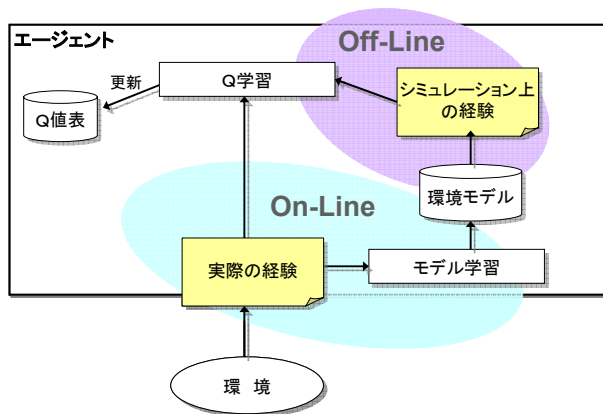 エージェント
Off-Line
更新
Q学習
シミュレーション上
の経験
Q値表
環境モデル
On-Line
実際の経験
モデル学習
環 境